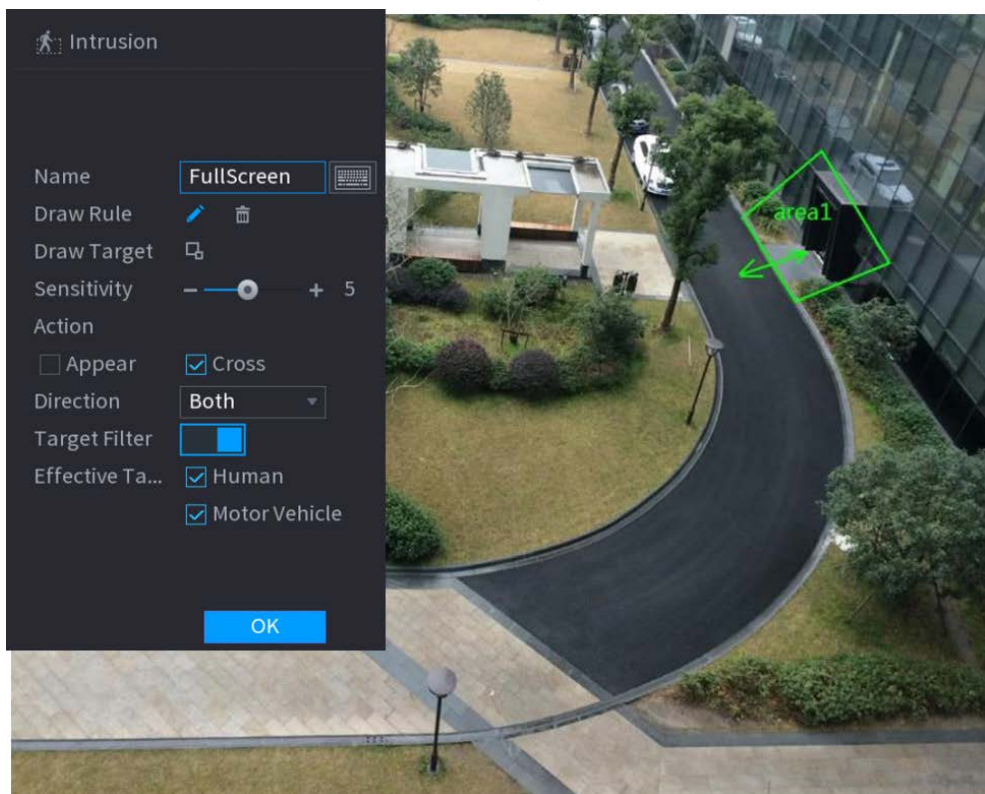 Intrusion
Name FullScreen
Draw Rule
Draw Target
Sensitivity - + 5
Action
Appear Cross
Direction Both
Target Filter
Effective Ta... Human
Motor Vehicle
OK
area1